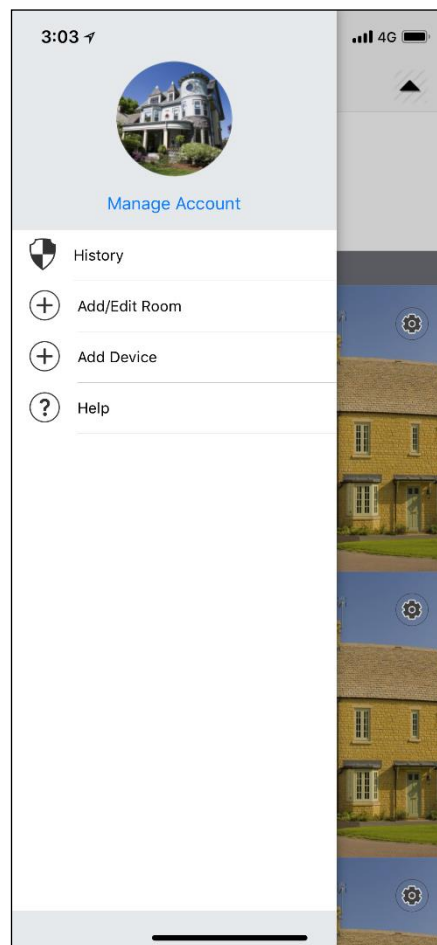 3:03
4G
Manage Account
History
Add/Edit Room
Add Device
? Help